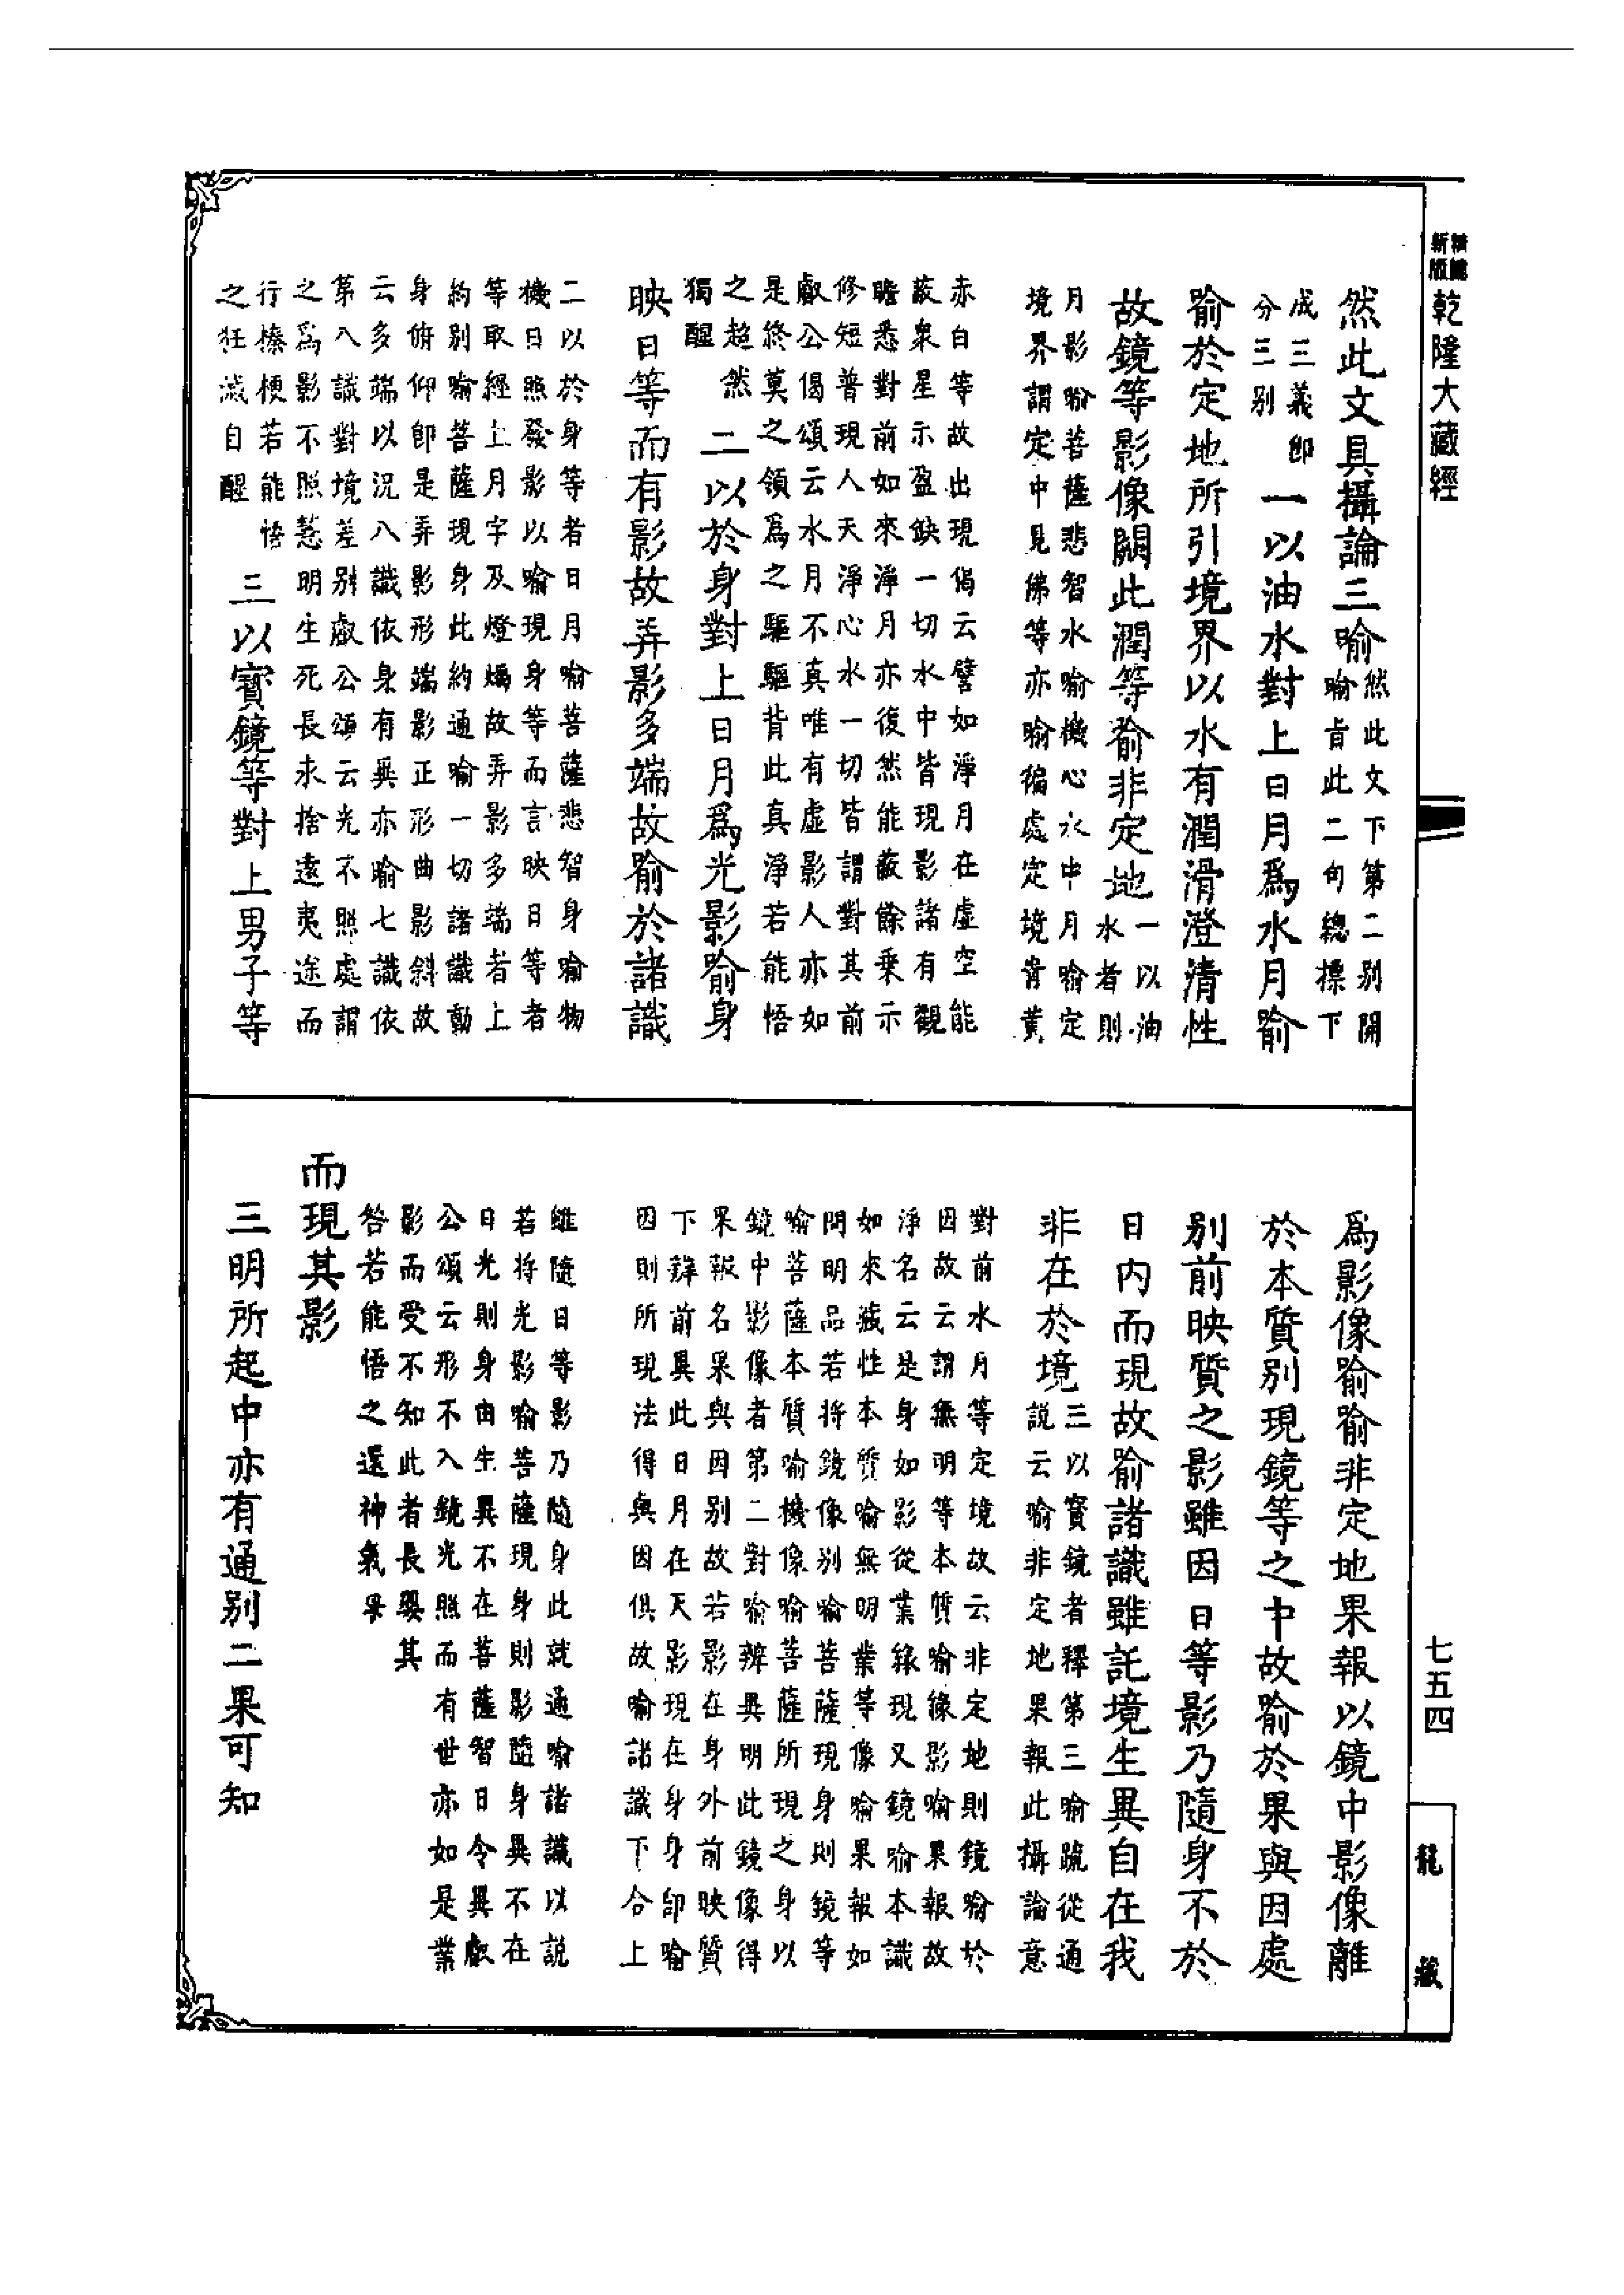 新版
乾隆大藏經
然此文具攝論三喻
然此文下第二別開
喻旨此二句總標下
成三義即
分三別
一以油水對上日月爲水月喻
喻於定地所引境界以水有潤滑澄清性
故鏡等影像闕此潤等喻非定地
一以油
水者則
月影喻菩薩悲智水喻機心水中月喻定
境界謂定中見佛等亦喻徧處定境青黃
赤白等故出現偈云譬如淨月在虛空能
蔽衆星示盈缺一切水中皆現影諸有觀
瞻悉對前如來淨月亦復然能蔽餘乘示
修短普現人天淨心水一切皆謂對其前
叡公偈頌云水月不真唯有虛影人亦如
是終莫之領爲之驅驅背此真淨若能悟
之超然
獨醒
二以於身對上日月爲光影喻身
映日等而有影故弄影多端故喻於諸識
二以於身等者日月喻菩薩悲智身喻物
機日照發影以喻現身等而言映日等者
等取經上月字及燈燭故弄影多端者上
約別喻菩薩現身此約通喻一切諸識動
身俯仰即是弄影形端影正形曲影斜故
云多端以況八識依身有異亦喻七識依
第八識對境差別叡公頌云光不照處謂
之爲影不照慧明生死長永捨遠夷途而
行榛梗若能悟
之狂滅自醒
三以寶鏡等對上男子等
爲影像喻喻非定地果報以鏡中影像離
於本質別現鏡等之中故喻於果與因處
別前映質之影雖因日等影乃隨身不於
日內而現故喻諸識雖託境生異自在我
非在於境
三以寶鏡者釋第三喻疏從通
說云喻非定地果報此攝論意
對前水月等定境故云非定地則鏡喻於
因故云謂無明等本質喻緣影喻果報故
淨名云是身如影從業緣現又鏡喻本識
如來藏性本質喻無明業等像喻果報如
問明品若將鏡像別喻菩薩現身則鏡等
喻菩薩本質喻機像喻菩薩所現之身以
鏡中影像者第二對喻辨異明此鏡像得
果報名果與因別故若影在身外前映質
下辨前異此日月在天影現在身身即喻
因則所現法得與因俱故喻諸識下合上
雖隨日等影乃隨身此就通喻諸識以說
若將光影喻菩薩現身則影隨身異不在
日光則身由生異不在菩薩智日令異叡
公頌云形不入鏡光照而有世亦如是業
影而受不知此者長嬰其
咎若能悟之還神氣呆
而現其影
三明所起中亦有通別二果可知
七五四
龍藏